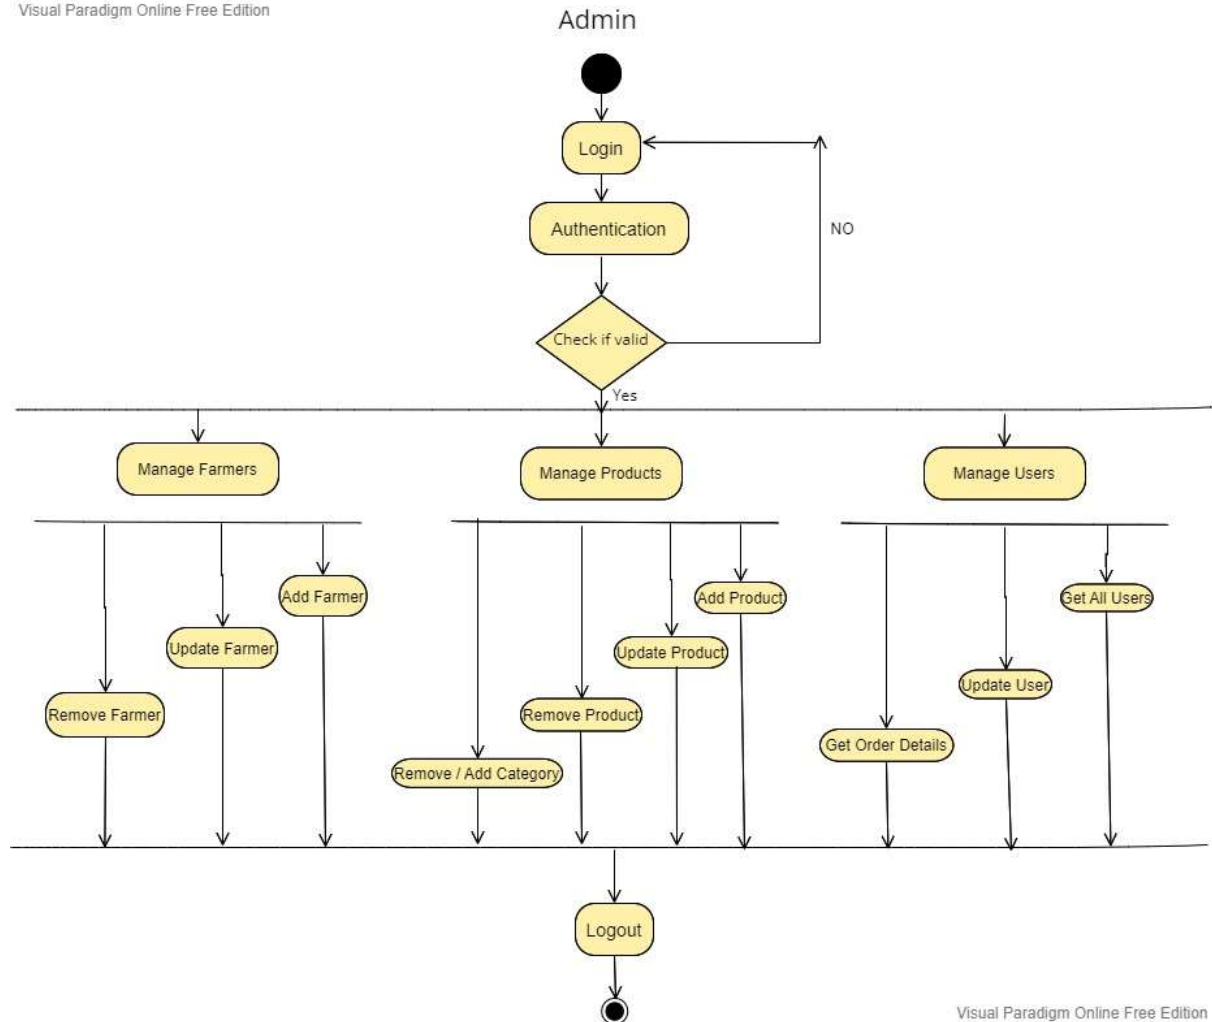 Visual Paradigm Online Free Edition
Admin
Login
Authentication
NO
Check if valid
Yes
Manage Farmers
Manage Products
Manage Users
Add Farmer
Add Product
Get All Users
Update Farmer
Update Product
Update User
Remove Farmer
Remove Product
Get Order Details
Remove / Add Category
Logout
Visual Paradigm Online Free Edition